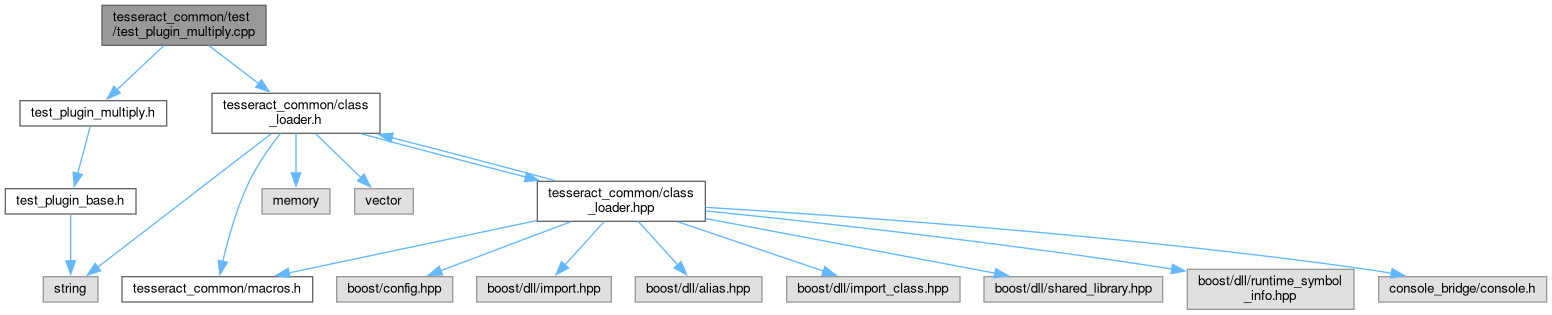 tesseract_common/test
/test_plugin_multiply.cpp
test_plugin_multiply.h
tesseract_common/class
_loader.h
test_plugin_base.h
memory
vector
tesseract_common/class
_loader.hpp
string
tesseract_common/macros.h
boost/config.hpp
boost/dll/import.hpp
boost/dll/alias.hpp
boost/dll/import_class.hpp
boost/dll/shared_library.hpp
boost/dll/runtime_symbol
_info.hpp
console_bridge/console.h